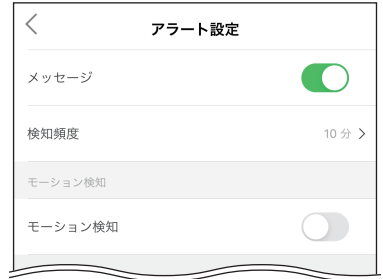 アラート設定
メッセージ
検知頻度 10 分
モーション検知
モーション検知